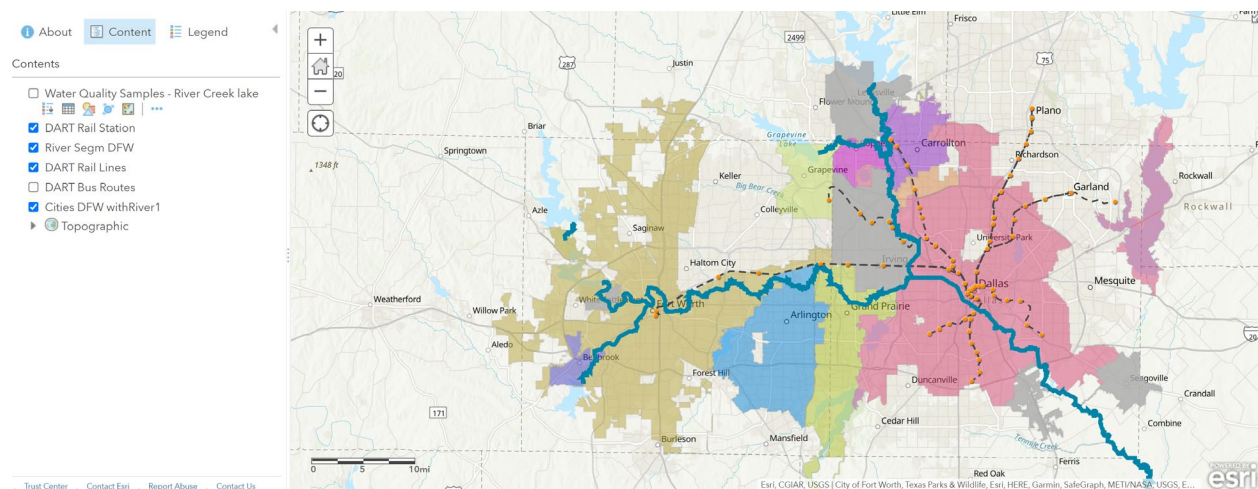 About
Content
Legend
Contents
Water Quality Samples - River Creek lake
DART Rail Station
River Segm DFW
DART Rail Lines
DART Bus Routes
Cities DFW withRiver1
Topographic
Trust Center
Contact Esri
Report Abuse
Contact Us
+
−
20
Little Elm
Frisco
2499
75
287
Justin
Lewisville
Flower Mound
Plano
Briar
Grapevine
Lake
Carrollton
Springtown
1348 ft
Richardson
Keller
Grapevine
Big Bear Creek
Garland
Rockwall
Rockwall
Azle
Colleyville
Saginaw
University Park
Haltom City
Irving
Dallas
Mesquite
Weatherford
Willow Park
Fort Worth
Arlington
Grand Prairie
20
Aledo
Benbrook
Forest Hill
Duncanville
Seagoville
Crandall
171
Cedar Hill
Combine
Burleson
Mansfield
Tenmile Creek
Ferris
Red Oak
0 5 10mi
POWERED BY
esri
Esri, CGIAR, USGS | City of Fort Worth, Texas Parks & Wildlife, Esri, HERE, Garmin, SafeGraph, METI/NASA, USGS, E...